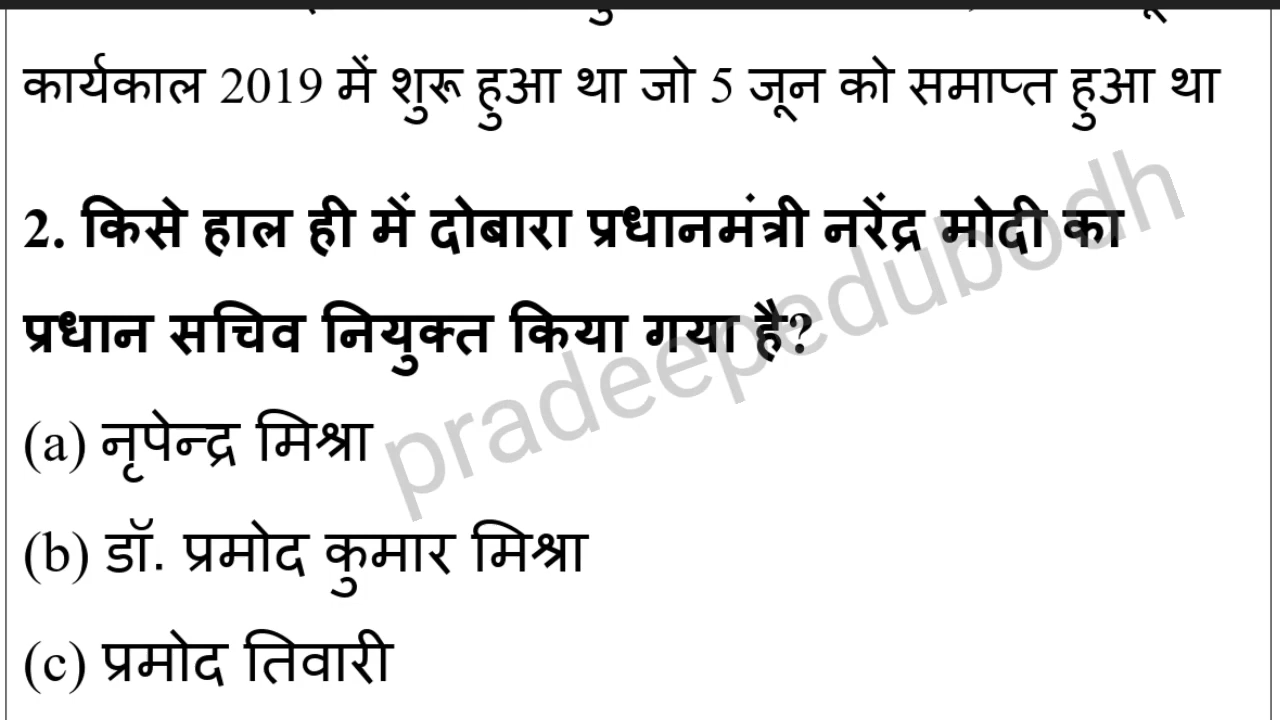 कार्यकाल 2019 में शुरू हुआ था जो 5 जून को समाप्त हुआ था
2. किसे हाल ही में दोबारा प्रधानमंत्री नरेंद्र मोदी का
प्रधान सचिव नियुक्त किया गया है?
(a) नृपेन्द्र मिश्रा
(b) डॉ. प्रमोद कुमार मिश्रा
(c) प्रमोद तिवारी
pradeepedubodh